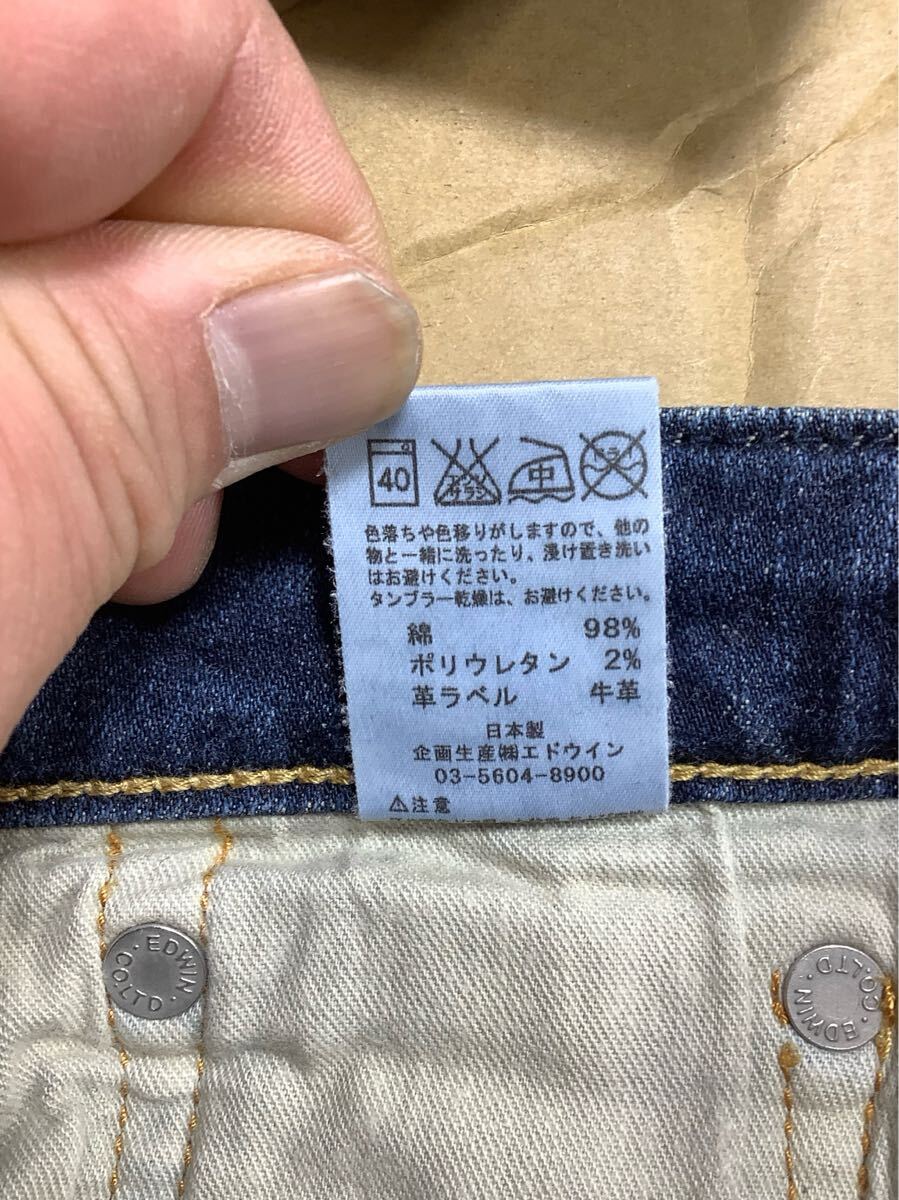 40
エンソサラシ
中
ドライ
色落ちや色移りがしますので、他の
物と一緒に洗ったり、浸け置き洗い
はお避けください。
タンブラー乾燥は、お避けください。
綿 98%
ポリウレタン 2%
革ラベル 牛革
日本製
企画生産㈱エドウイン
03-5604-8900
⚠注意
EDWIN・CO.LTD・
EDWIN・CO.LTD・